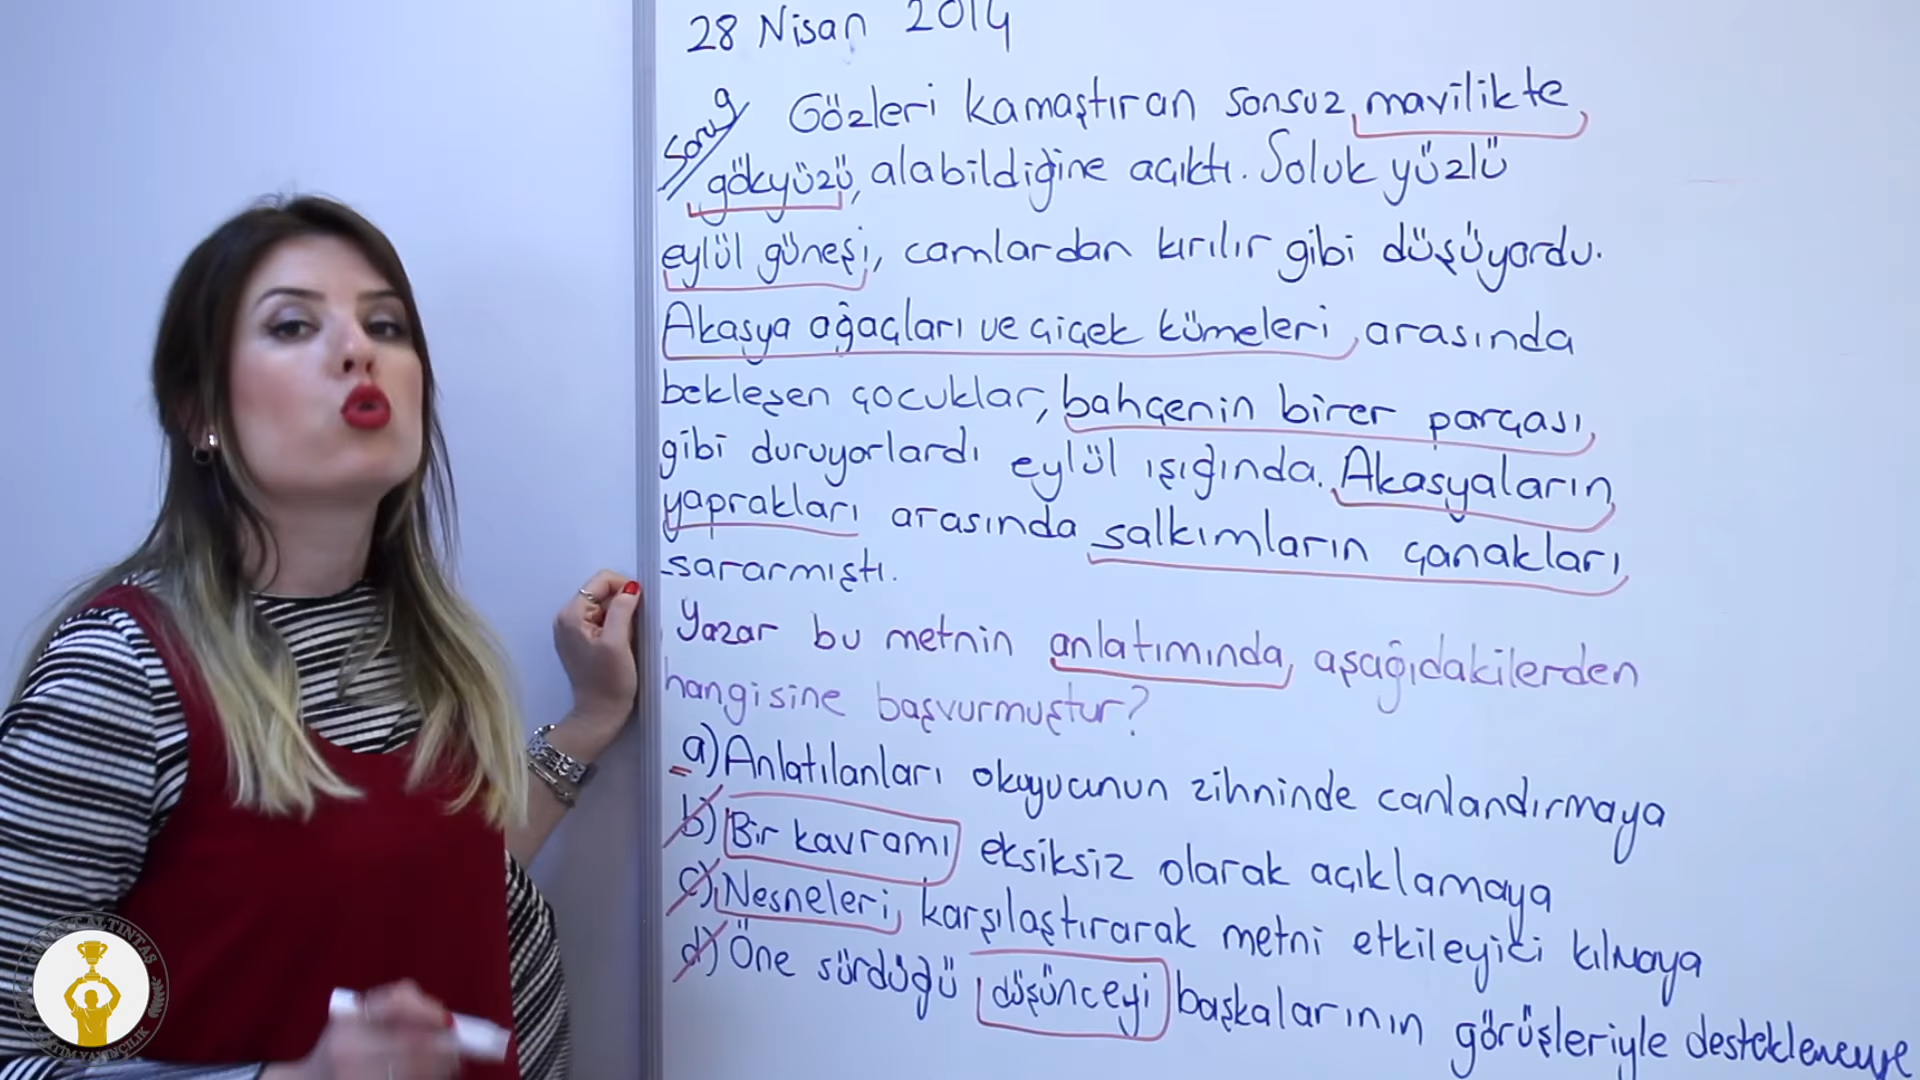 28 Nisan 2014
Soru 9
Gözleri kamaştıran sonsuz mavilikte
gökyüzü, alabildiğine açıktı. Soluk yüzlü
eylül güneşi, camlardan kırılır gibi düşüyordu.
Akasya ağaçları ve çiçek kümeleri arasında
bekleşen çocuklar, bahçenin birer parçası
gibi duruyorlardı eylül ışığında. Akasyaların
yaprakları arasında salkımların çanakları
sararmıştı.
Yazar bu metnin anlatımında, aşağıdakilerden
hangisine başvurmuştur?
a) Anlatılanları okuyucunun zihninde canlandırmaya
b) Bir kavramı eksiksiz olarak açıklamaya
c) Nesneleri karşılaştırarak metni etkileyici kılmaya
d) Öne sürdüğü düşünceyi başkalarının görüşleriyle